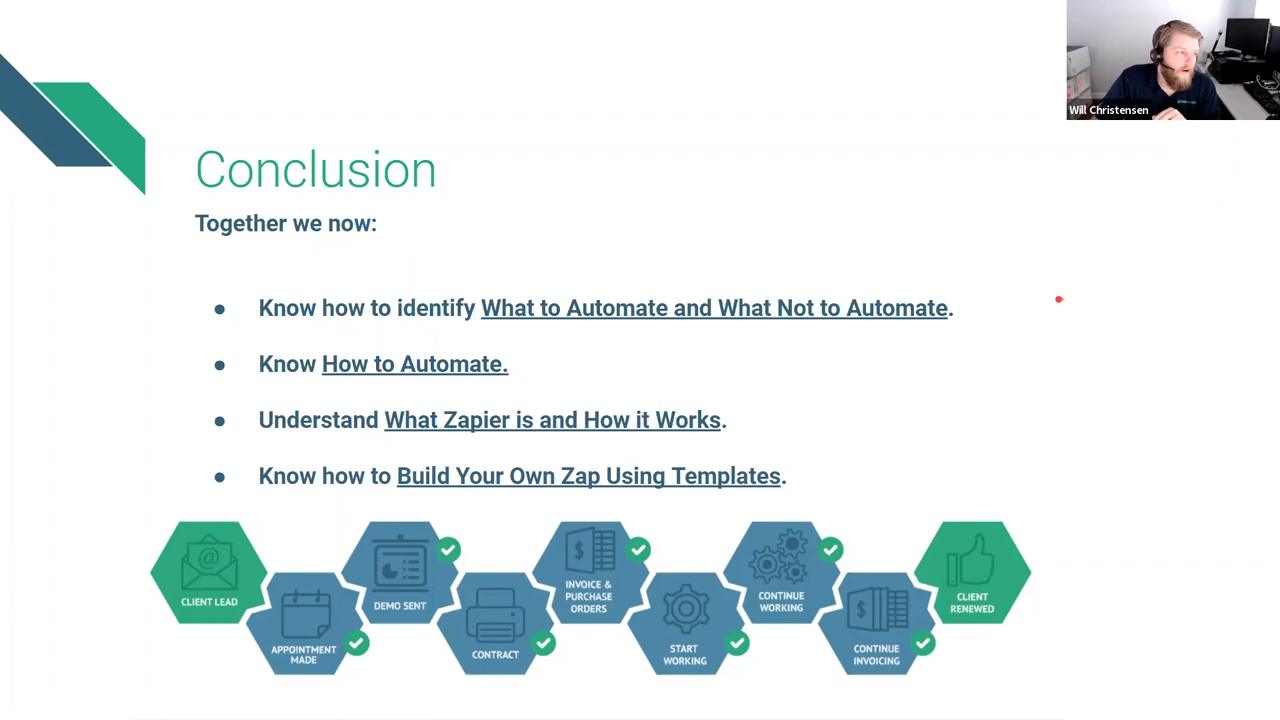 Will Christensen
Conclusion
Together we now:
● Know how to identify What to Automate and What Not to Automate.
● Know How to Automate.
● Understand What Zapier is and How it Works.
● Know how to Build Your Own Zap Using Templates.
CLIENT LEAD
APPOINTMENT
MADE
DEMO SENT
CONTRACT
INVOICE &
PURCHASE
ORDERS
START
WORKING
CONTINUE
WORKING
CONTINUE
INVOICING
CLIENT
RENEWED